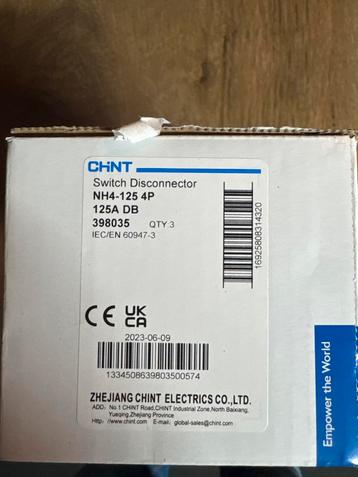 CHNT
Switch Disconnector
NH4-125 4P
125A DB
398035 QTY:3
IEC/EN 60947-3
16925808314320
CE UK CA
2023-06-09
1334508639803500574
ZHEJIANG CHINT ELECTRICS CO.,LTD.
ADD: No.1 CHINT Road,CHINT Industrial Zone,North Baixiang,
Yueqing,Zhejiang Province
Http://www.chint.com E-mail: global-sales@chint.com
Empower the World